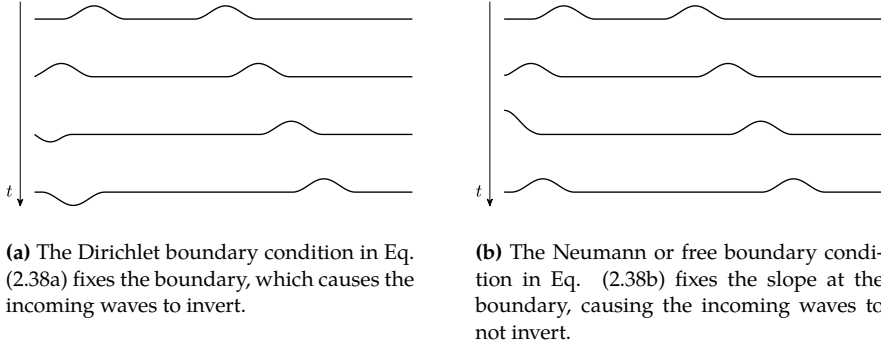 t
t
(a) The Dirichlet boundary condition in Eq.
(2.38a) fixes the boundary, which causes the
incoming waves to invert.
(b) The Neumann or free boundary condi-
tion in Eq. (2.38b) fixes the slope at the
boundary, causing the incoming waves to
not invert.